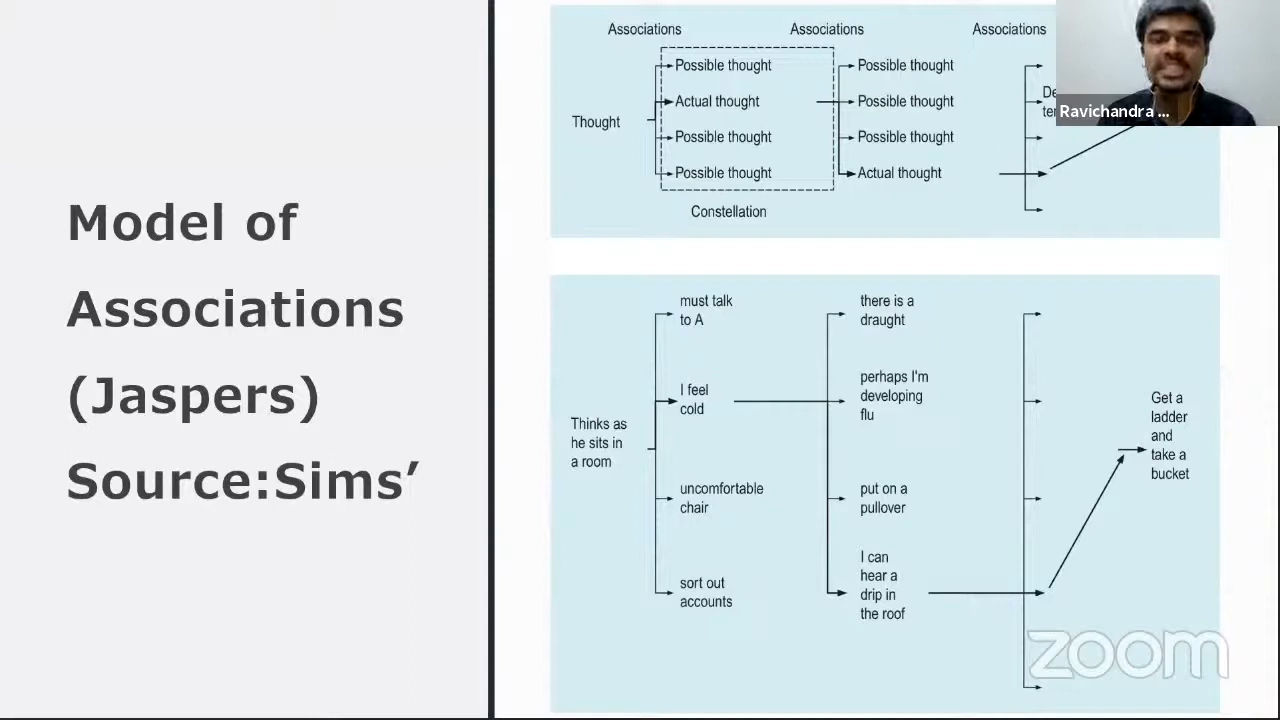 Model of
Associations
(Jaspers)
Source:Sims’
Associations
Associations
Associations
Thought
Possible thought
Actual thought
Possible thought
Possible thought
Constellation
Possible thought
Possible thought
Possible thought
Actual thought
Ravichandra ...
Thinks as
he sits in
a room
must talk
to A
I feel
cold
uncomfortable
chair
sort out
accounts
there is a
draught
perhaps I'm
developing
flu
put on a
pullover
I can
hear a
drip in
the roof
Get a
ladder
and
take a
bucket
zoom